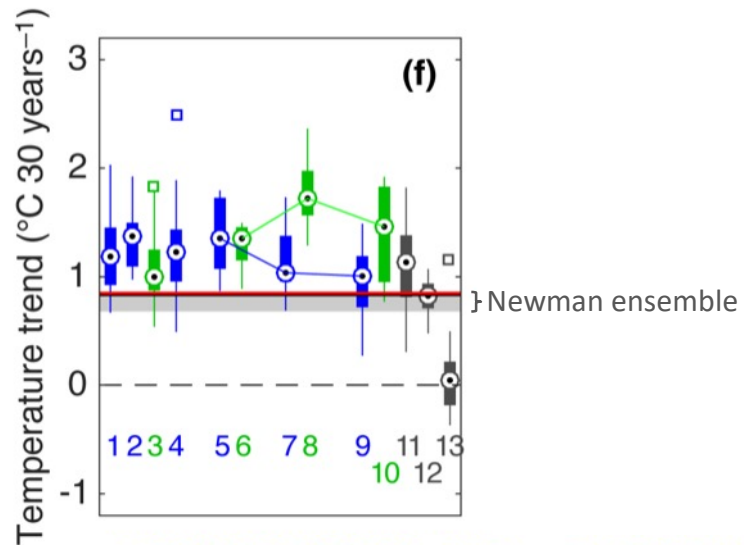 Temperature trend (°C 30 years⁻¹)
3
(f)
2
1
} Newman ensemble
0
1 2 3 4 5 6 7 8 9 11 13
10 12
-1